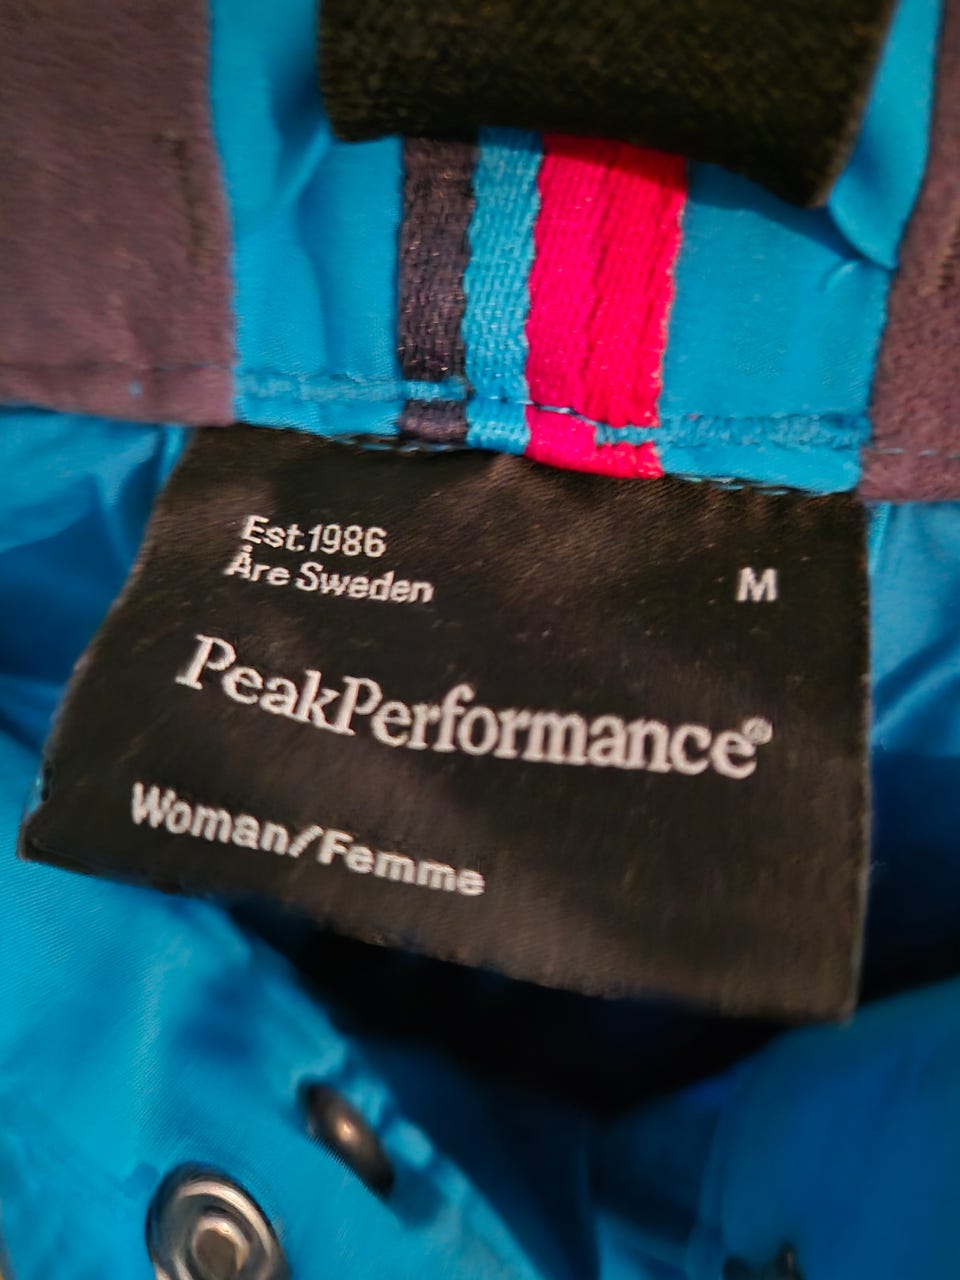 Est.1986
Åre Sweden
M
PeakPerformance®
Woman/Femme